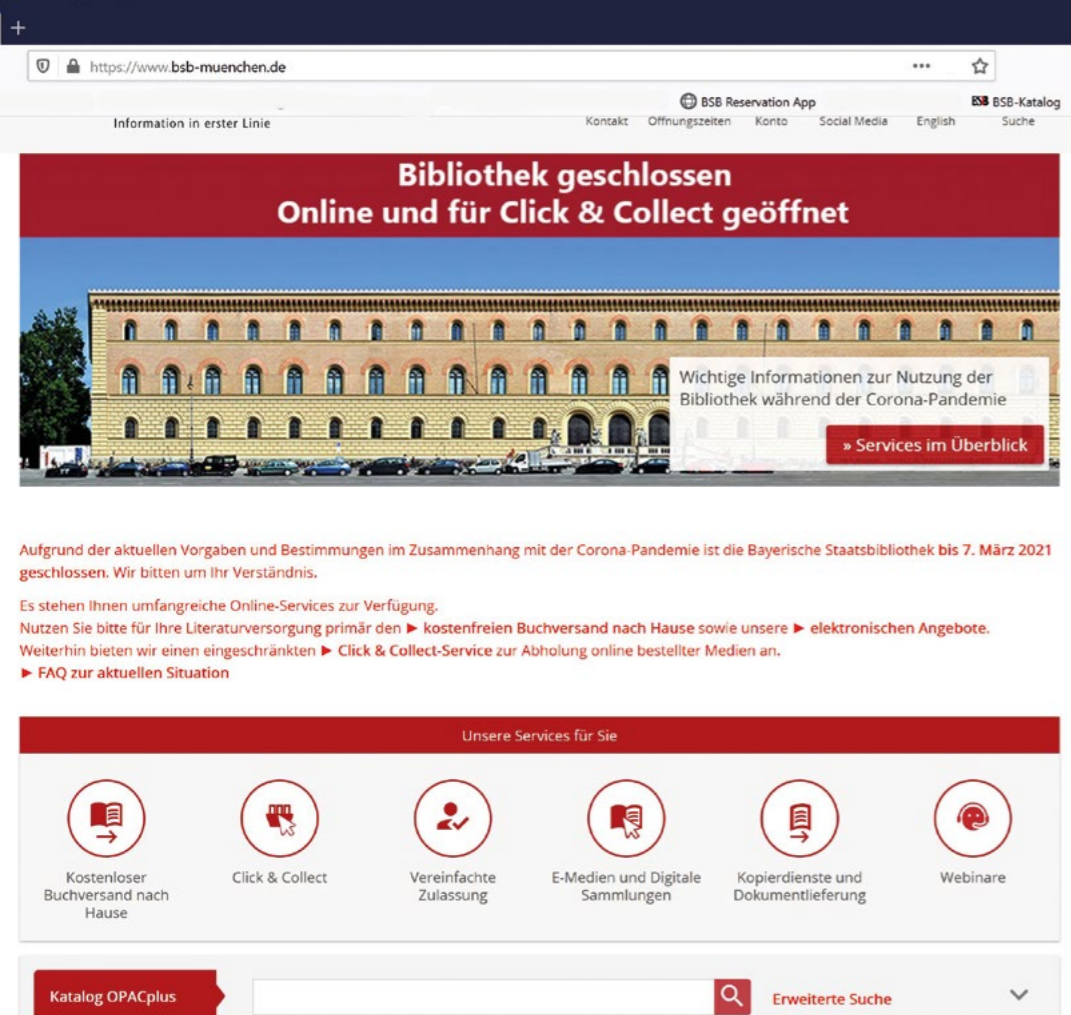 +
https://www.bsb-muenchen.de
BSB Reservation App
BSB-Katalog
Information in erster Linie
Kontakt Öffnungszeiten Konto Social Media English Suche
Bibliothek geschlossen
Online und für Click & Collect geöffnet
Wichtige Informationen zur Nutzung der
Bibliothek während der Corona-Pandemie
» Services im Überblick
Aufgrund der aktuellen Vorgaben und Bestimmungen im Zusammenhang mit der Corona-Pandemie ist die Bayerische Staatsbibliothek bis 7. März 2021
geschlossen. Wir bitten um Ihr Verständnis.
Es stehen Ihnen umfangreiche Online-Services zur Verfügung.
Nutzen Sie bitte für Ihre Literaturversorgung primär den ► kostenfreien Buchversand nach Hause sowie unsere ► elektronischen Angebote.
Weiterhin bieten wir einen eingeschränkten ► Click & Collect-Service zur Abholung online bestellter Medien an.
► FAQ zur aktuellen Situation
Unsere Services für Sie
Kostenloser
Buchversand nach
Hause
Click & Collect
Vereinfachte
Zulassung
E-Medien und Digitale
Sammlungen
Kopierdienste und
Dokumentlieferung
Webinare
Katalog OPACplus
Erweiterte Suche